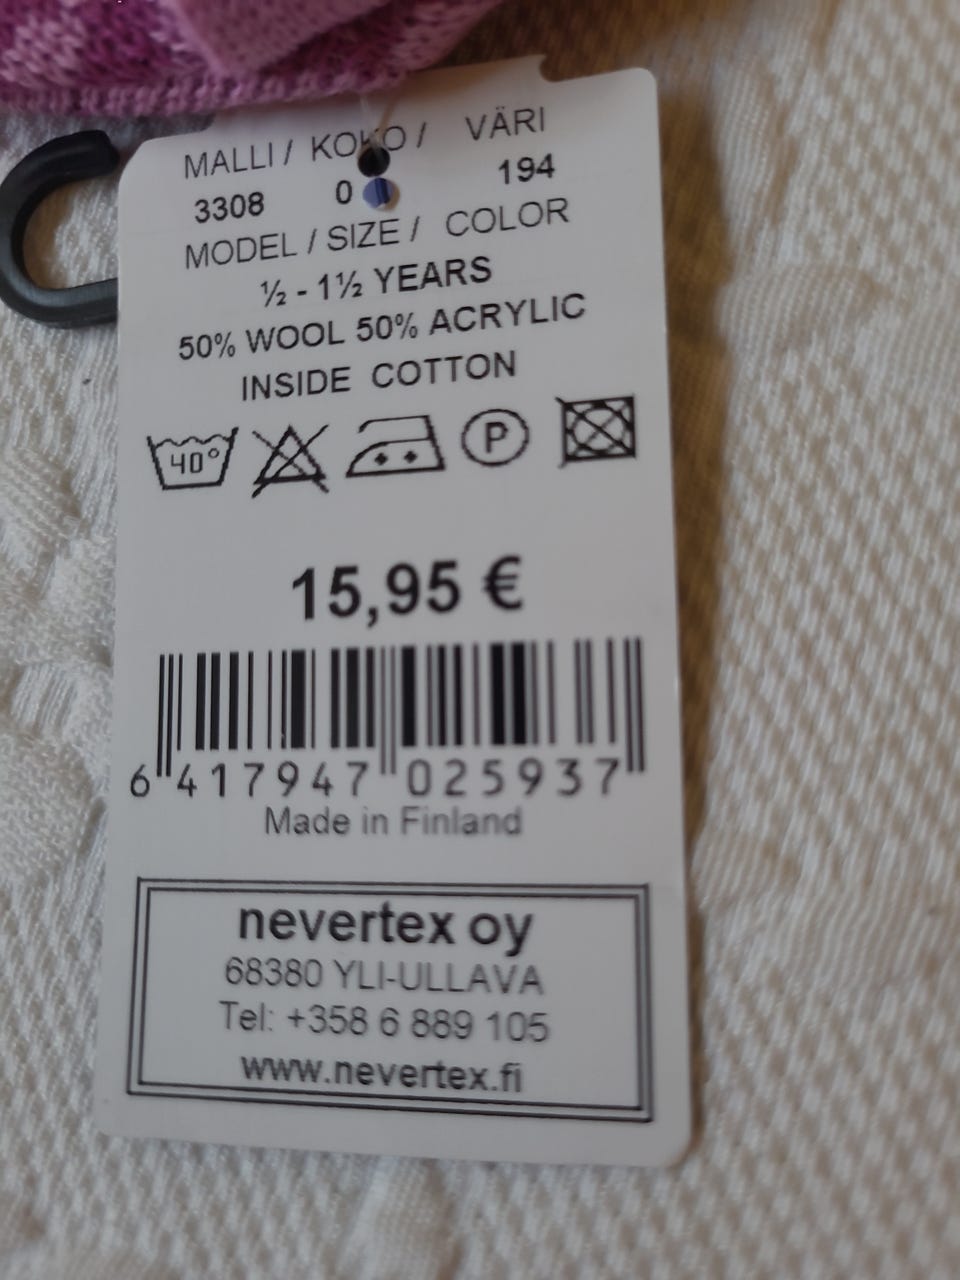 MALLI / KOKO / VÄRI
3308 0 194
MODEL / SIZE / COLOR
½ - 1½ YEARS
50% WOOL 50% ACRYLIC
INSIDE COTTON
40° P
15,95 €
6 417947 025937
Made in Finland
nevertex oy
68380 YLI-ULLAVA
Tel: +358 6 889 105
www.nevertex.fi